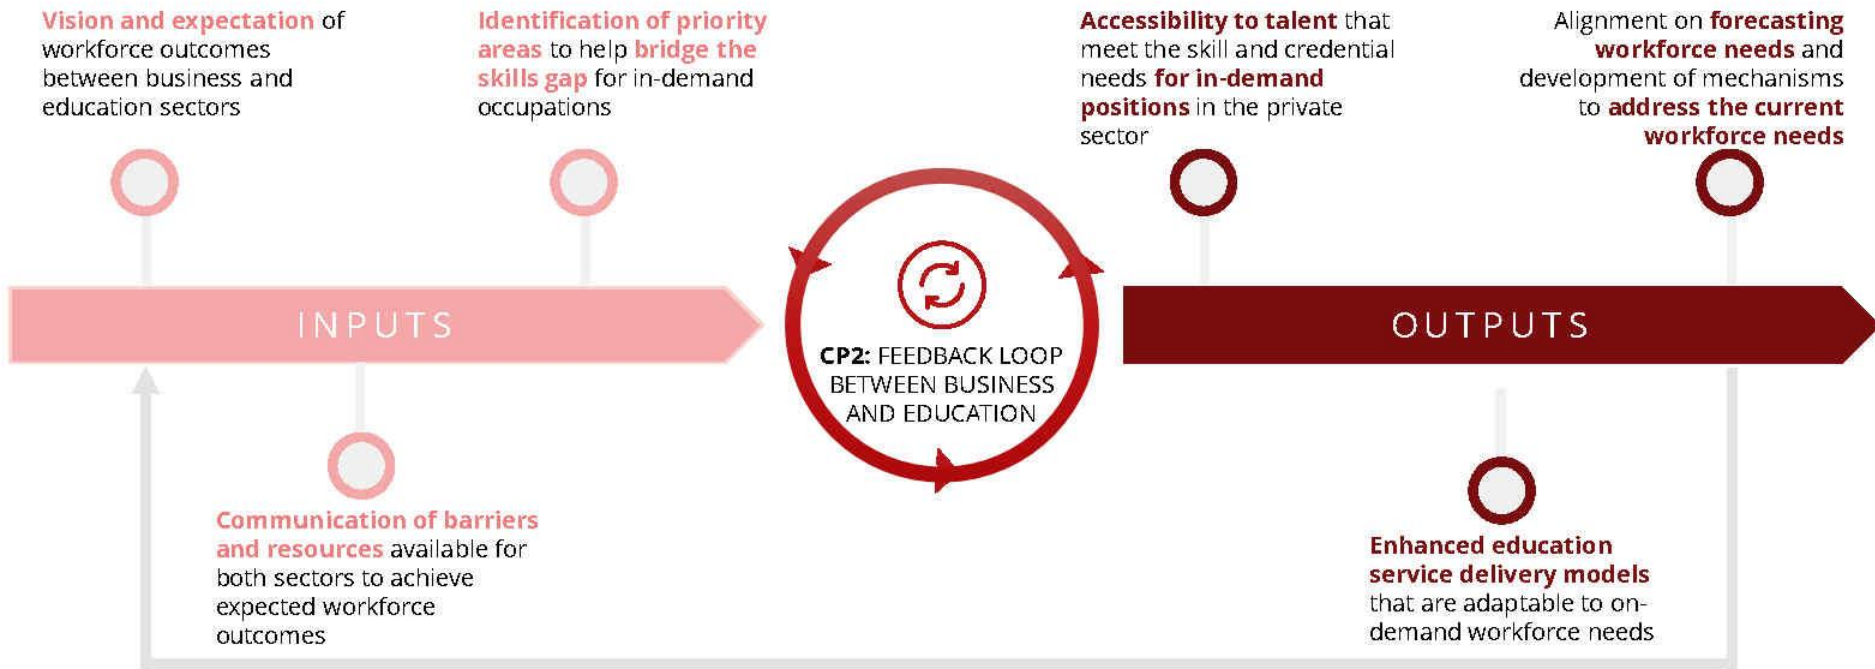 Vision and expectation of
workforce outcomes
between business and
education sectors
Identification of priority
areas to help bridge the
skills gap for in-demand
occupations
Accessibility to talent that
meet the skill and credential
needs for in-demand
positions in the private
sector
Alignment on forecasting
workforce needs and
development of mechanisms
to address the current
workforce needs
INPUTS
CP2: FEEDBACK LOOP
BETWEEN BUSINESS
AND EDUCATION
OUTPUTS
Communication of barriers
and resources available for
both sectors to achieve
expected workforce
outcomes
Enhanced education
service delivery models
that are adaptable to on-
demand workforce needs